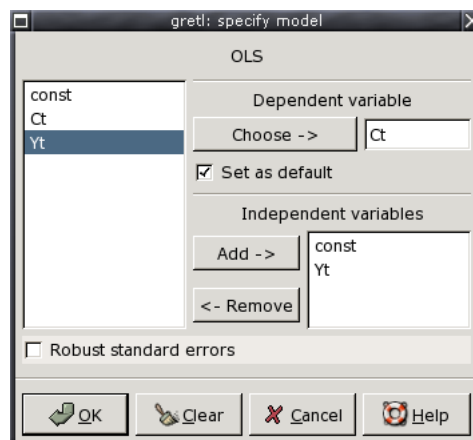 gretl: specify model
OLS
const
Ct
Yt
Dependent variable
Choose ->
Ct
Set as default
Independent variables
Add ->
<- Remove
const
Yt
Robust standard errors
OK
Clear
Cancel
Help